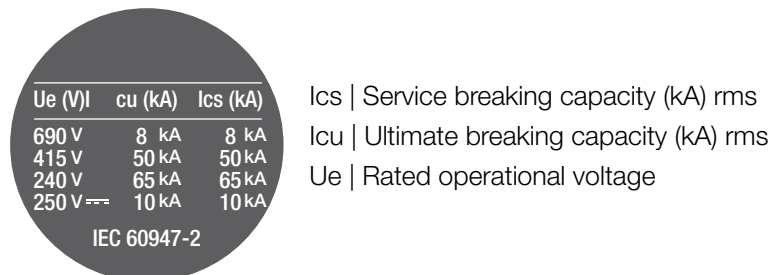 Ue (V)I cu (kA) Ics (kA)
690 V 8 kA 8 kA
415 V 50 kA 50 kA
240 V 65 kA 65 kA
250 V ⎓ 10 kA 10 kA
IEC 60947-2
Ics | Service breaking capacity (kA) rms
Icu | Ultimate breaking capacity (kA) rms
Ue | Rated operational voltage